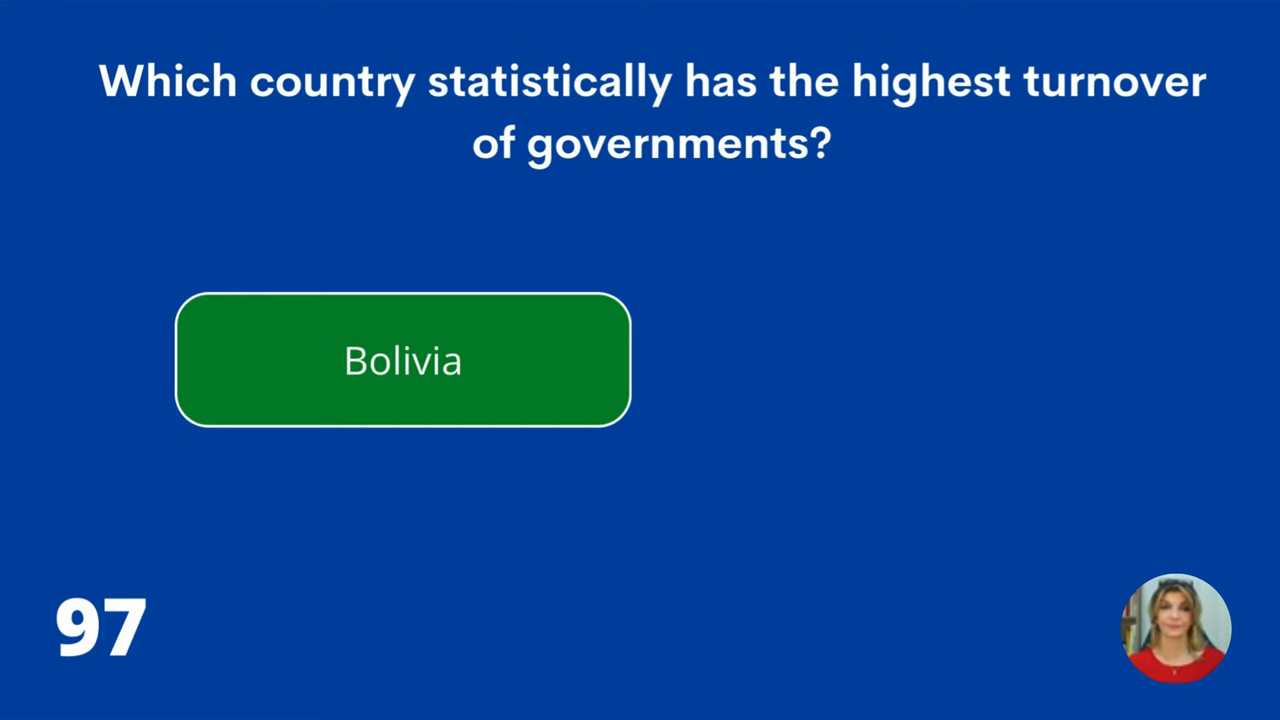 Which country statistically has the highest turnover
of governments?
Bolivia
97